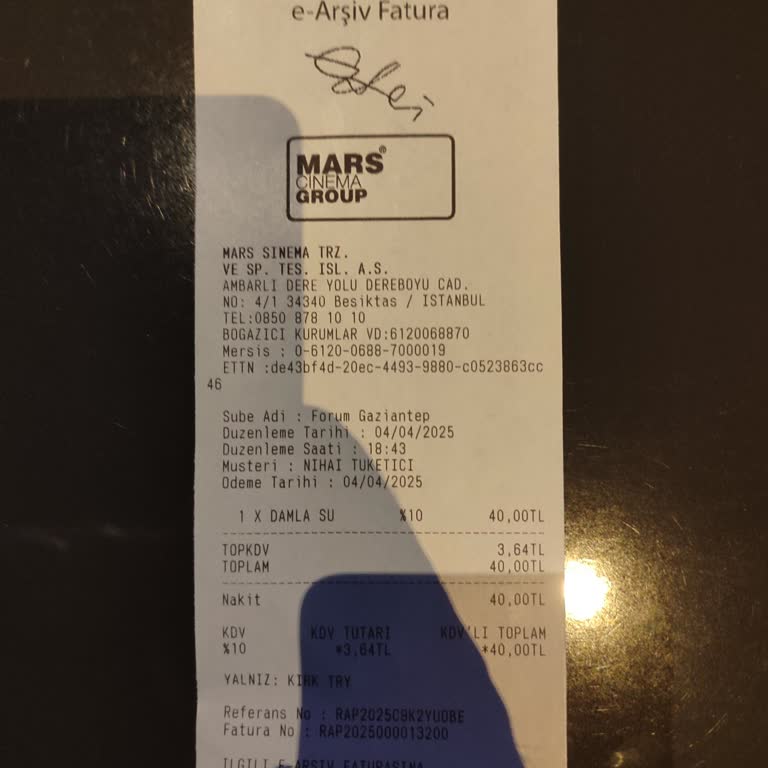 e-Arşiv Fatura
MARS®
CINEMA
GROUP
MARS SINEMA TRZ.
VE SP. TES. ISL. A.S.
AMBARLI DERE YOLU DEREBOYU CAD.
NO: 4/1 34340 Besiktas / ISTANBUL
TEL:0850 878 10 10
BOGAZICI KURUMLAR VD:6120068870
Mersis : 0-6120-0688-7000019
ETTN :de43bf4d-20ec-4493-9880-c0523863cc
46
Sube Adi : Forum Gaziantep
Duzenleme Tarihi : 04/04/2025
Duzenleme Saati : 18:43
Musteri : NIHAI TUKETICI
Odeme Tarihi : 04/04/2025
1 X DAMLA SU %10 40,00TL
TOPKDV 3,64TL
TOPLAM 40,00TL
Nakit 40,00TL
KDV KDV TUTARI KDV'LI TOPLAM
%10 *3,64TL *40,00TL
YALNIZ: KIRK TRY
Referans No : RAP2025C9K2YUOBE
Fatura No : RAP2025000013200
ILGILI E-ARSIV FATURASINA